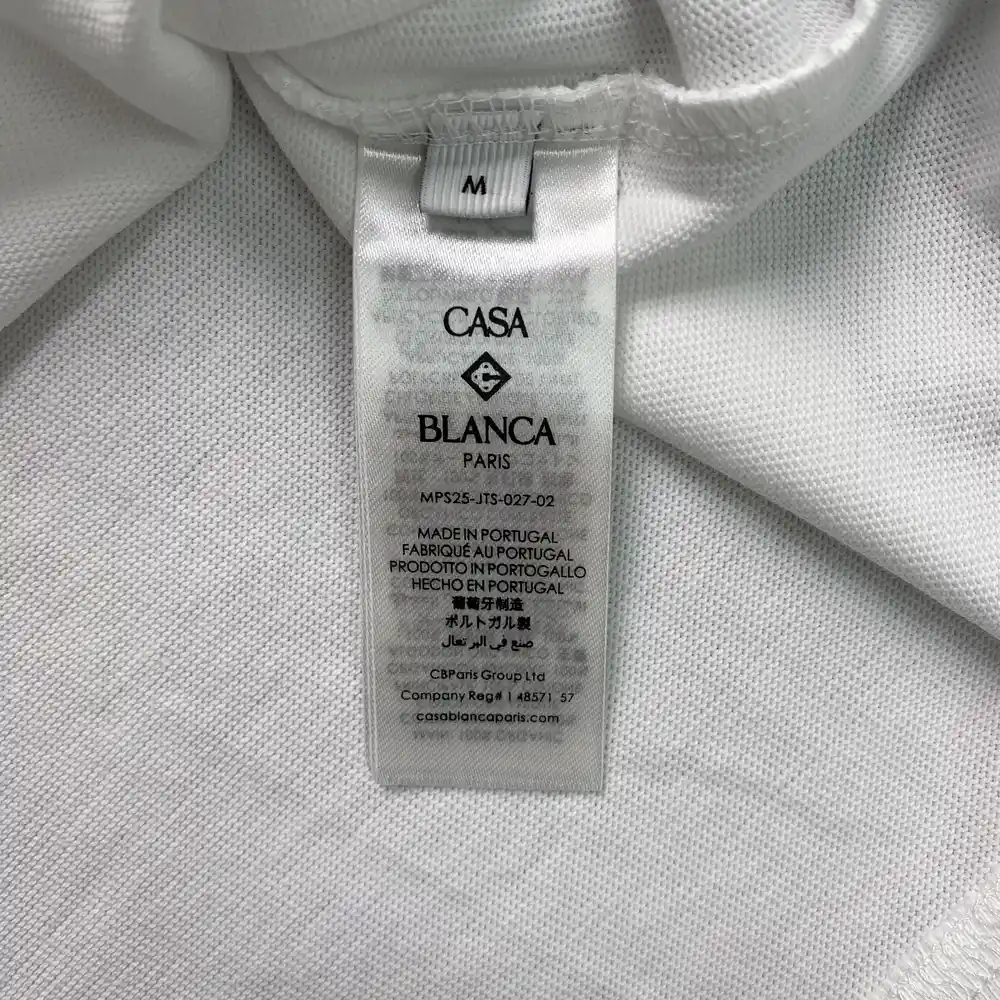 M
CASA
BLANCA
PARIS
MPS25-JTS-027-02
MADE IN PORTUGAL
FABRIQUÉ AU PORTUGAL
PRODOTTO IN PORTOGALLO
HECHO EN PORTUGAL
葡萄牙制造
ポルトガル製
صنع في البرتغال
CBParis Group Ltd
Company Reg# 1 48571 57
casablancaparis.com